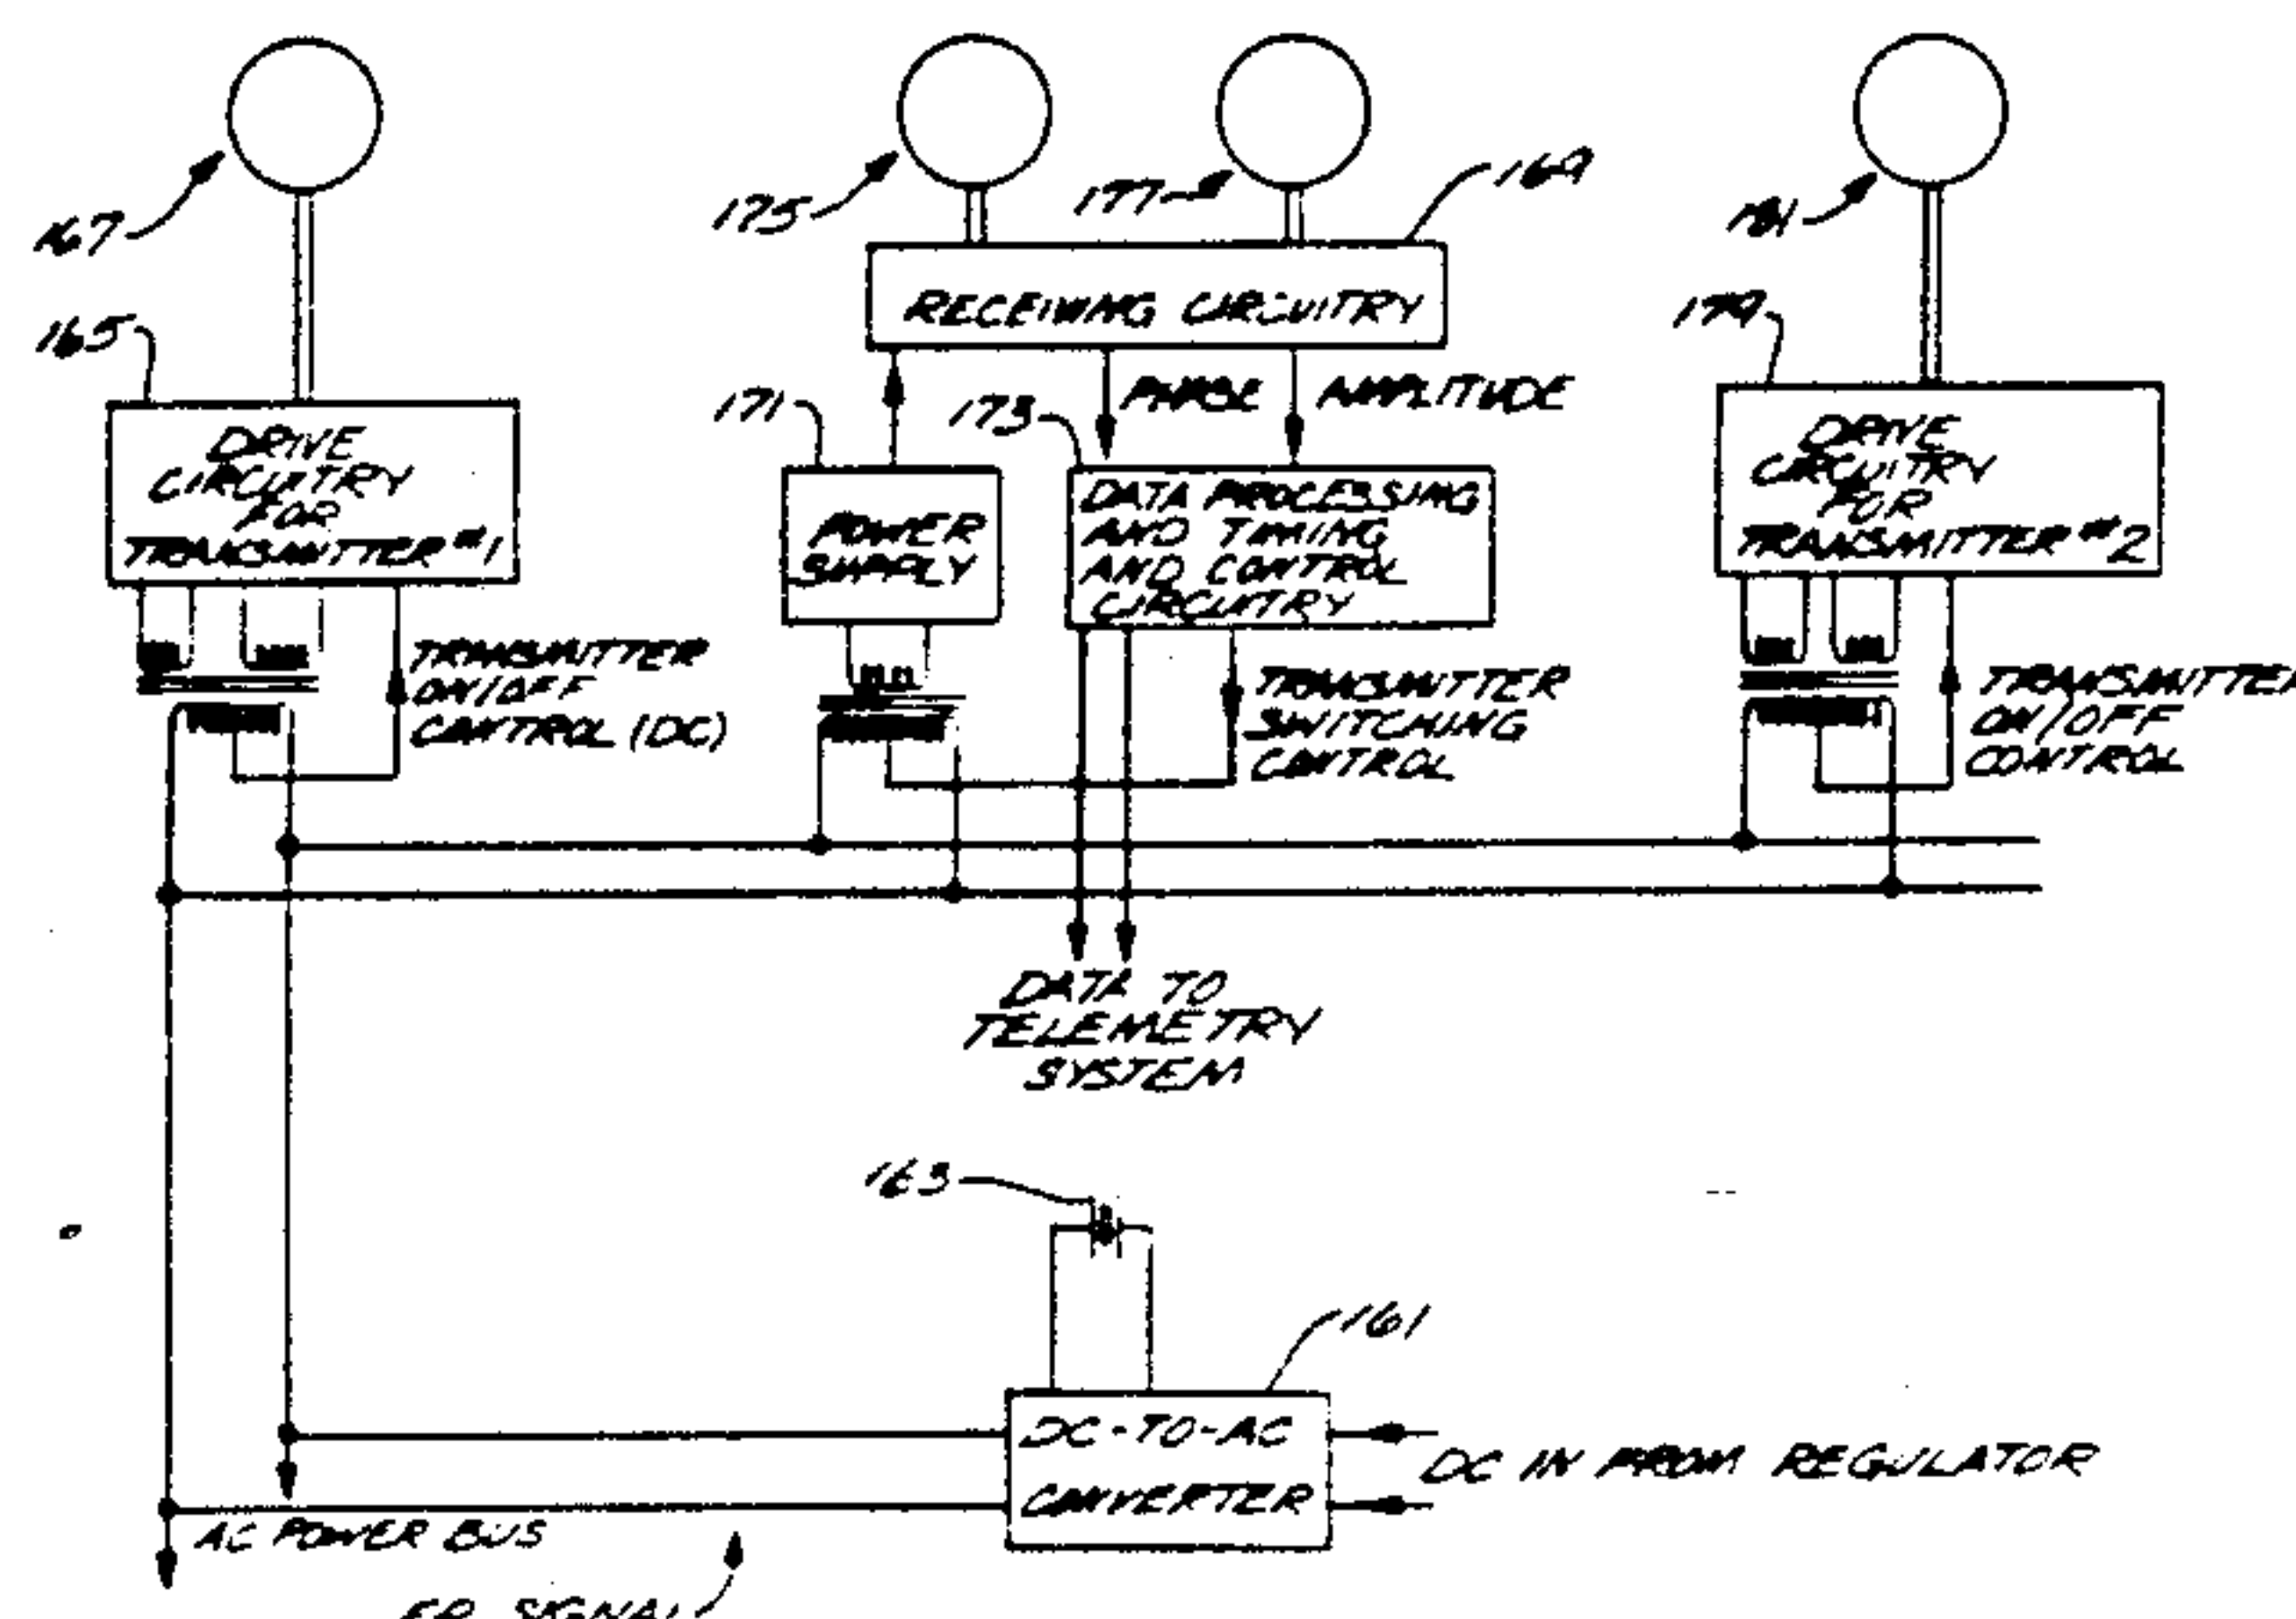 167
175
177
169
181
165
RECEIVING CIRCUITRY
179
171
173
PHASE
AMPLITUDE
DRIVE
CIRCUITRY
FOR
TRANSMITTER #1
POWER
SUPPLY
DATA PROCESSING
AND TIMING
AND CONTROL
CIRCUITRY
DRIVE
CIRCUITRY
FOR
TRANSMITTER #2
TRANSMITTER
ON/OFF
CONTROL (DC)
TRANSMITTER
SWITCHING
CONTROL
TRANSMITTER
ON/OFF
CONTROL
DATA TO
TELEMETRY
SYSTEM
163
161
DC-TO-AC
CONVERTER
DC IN FROM REGULATOR
AC POWER BUS
SIGNAL